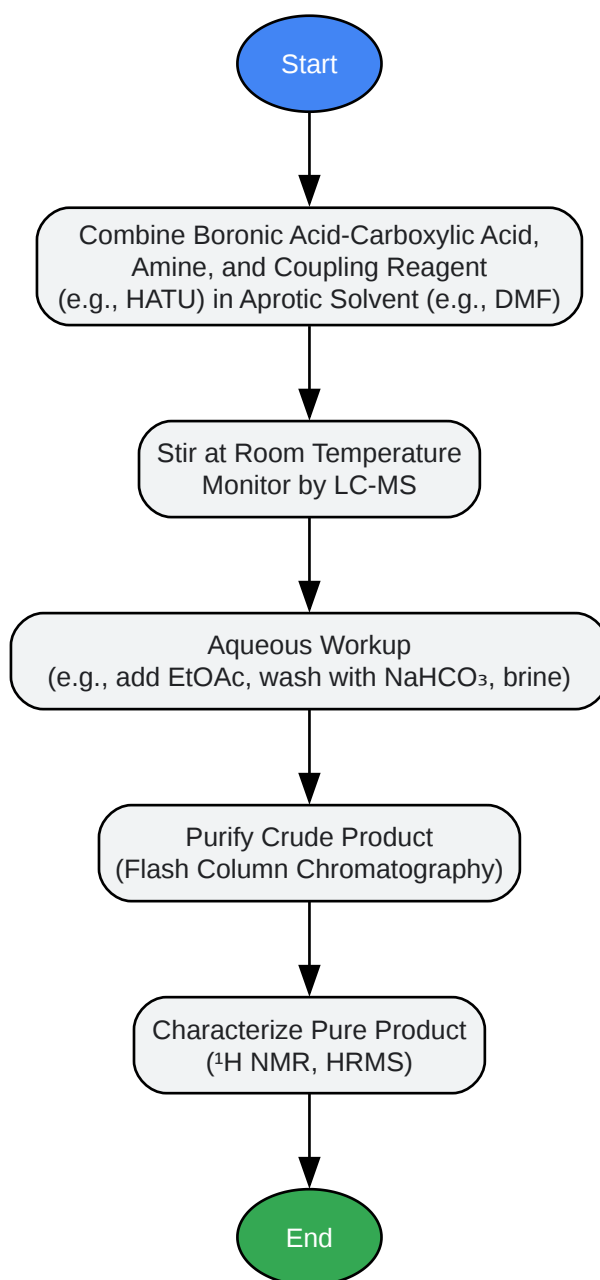 Start
Combine Boronic Acid-Carboxylic Acid,
Amine, and Coupling Reagent
(e.g., HATU) in Aprotic Solvent (e.g., DMF)
Stir at Room Temperature
Monitor by LC-MS
Aqueous Workup
(e.g., add EtOAc, wash with NaHCO₃, brine)
Purify Crude Product
(Flash Column Chromatography)
Characterize Pure Product
(¹H NMR, HRMS)
End